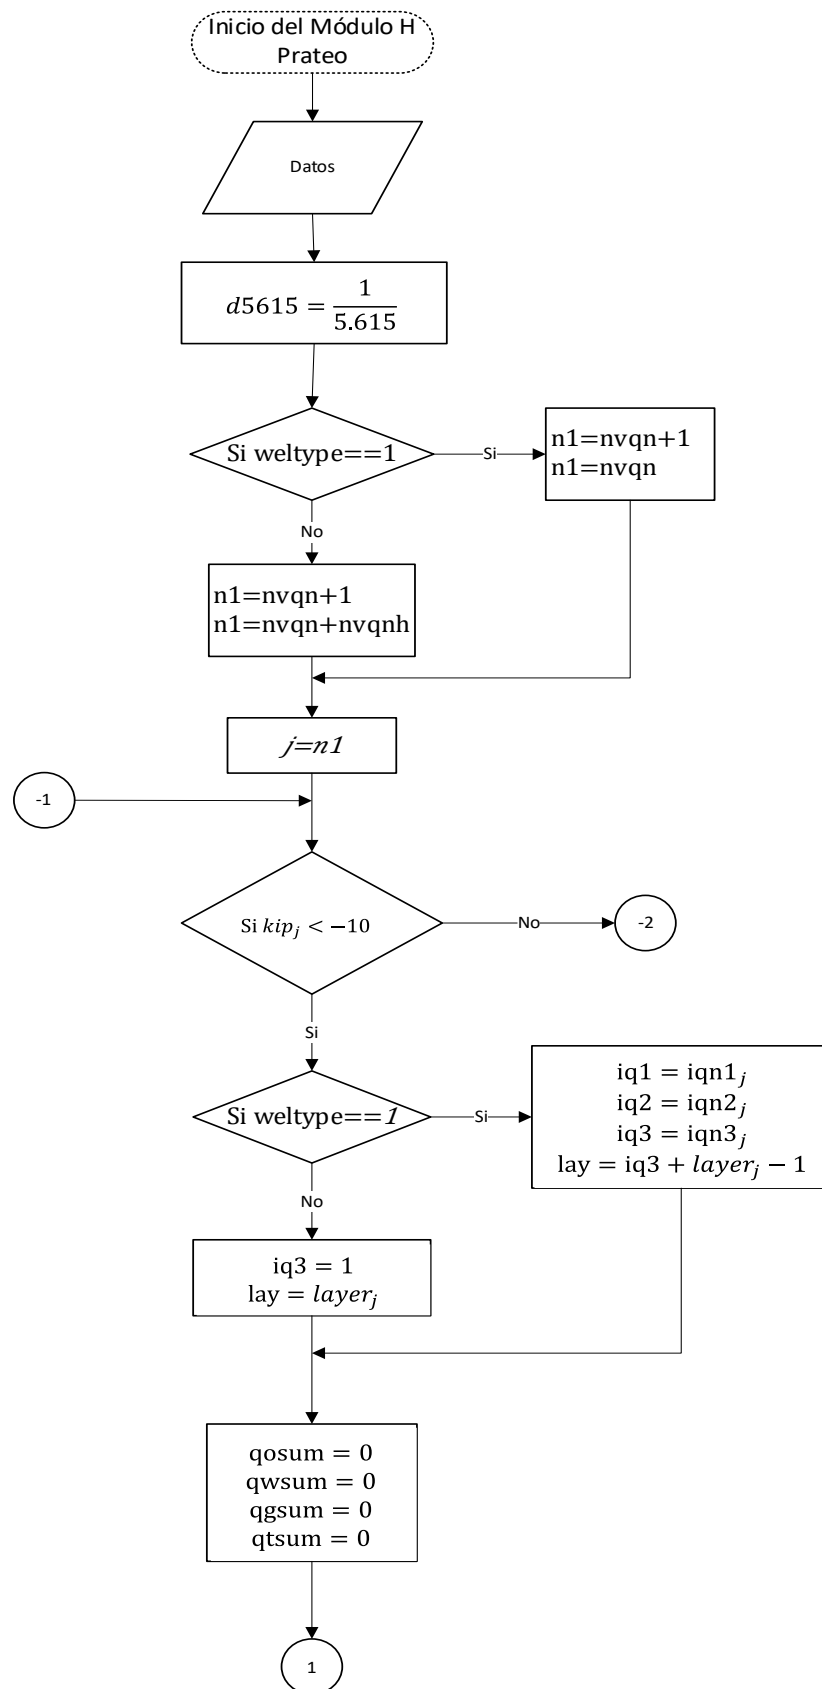 Inicio del Módulo H
Prateo
Datos
d5615 = 1/5.615
Si weltype==1
Si
n1=nvqn+1
n1=nvqn
No
n1=nvqn+1
n1=nvqn+nvqnh
j=n1
-1
Si kip_j < −10
No
-2
Si
Si weltype==1
Si
iq1 = iqn1_j
iq2 = iqn2_j
iq3 = iqn3_j
lay = iq3 + layer_j − 1
No
iq3 = 1
lay = layer_j
qosum = 0
qwsum = 0
qgsum = 0
qtsum = 0
1